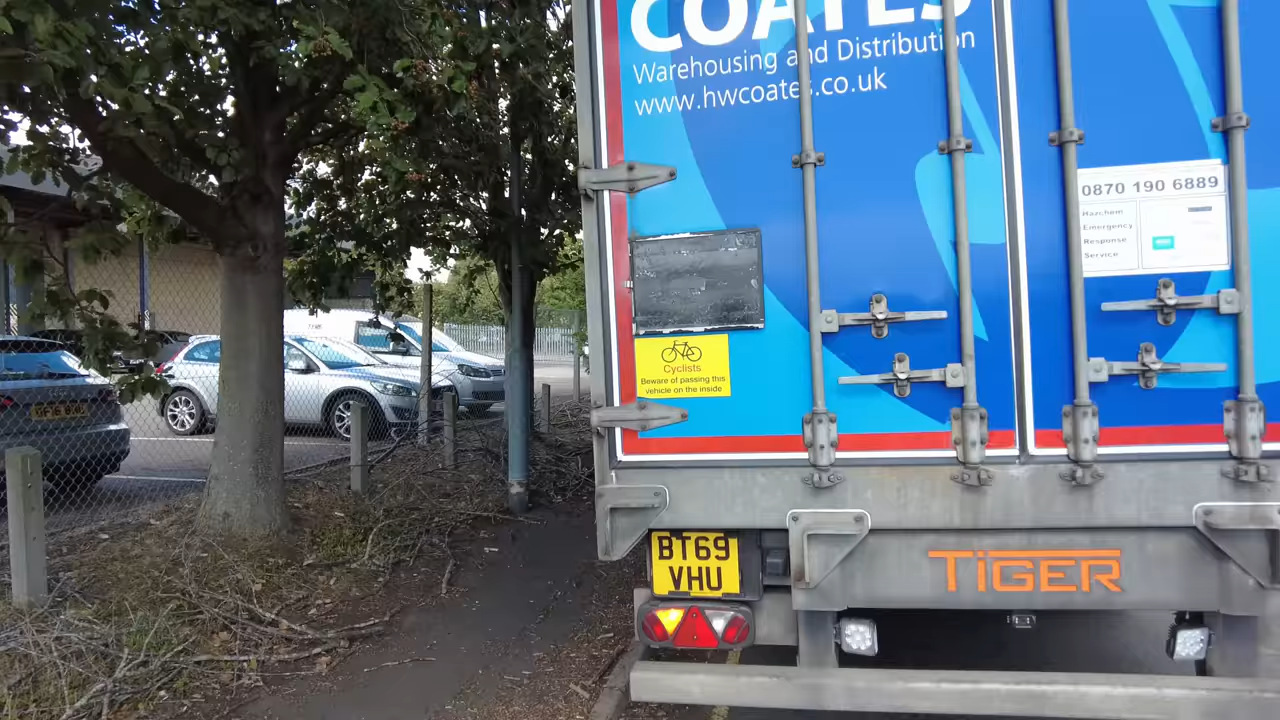 COATES
Warehousing and Distribution
www.hwcoates.co.uk
0870 190 6889
Hazchem
Emergency
Response
Service
Cyclists
Beware of passing this
vehicle on the inside
BT69
VHU
TiGER